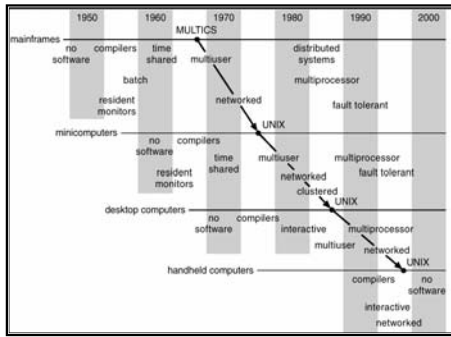 1950 1960 1970 1980 1990 2000
MULTICS
mainframes
no software compilers time shared multiuser distributed systems
batch multiprocessor
resident monitors networked fault tolerant
UNIX
minicomputers
no software compilers
time shared multiuser multiprocessor
resident monitors networked fault tolerant
clustered
UNIX
desktop computers
no software compilers interactive multiprocessor
multiuser networked
UNIX
handheld computers
compilers no software
interactive
networked